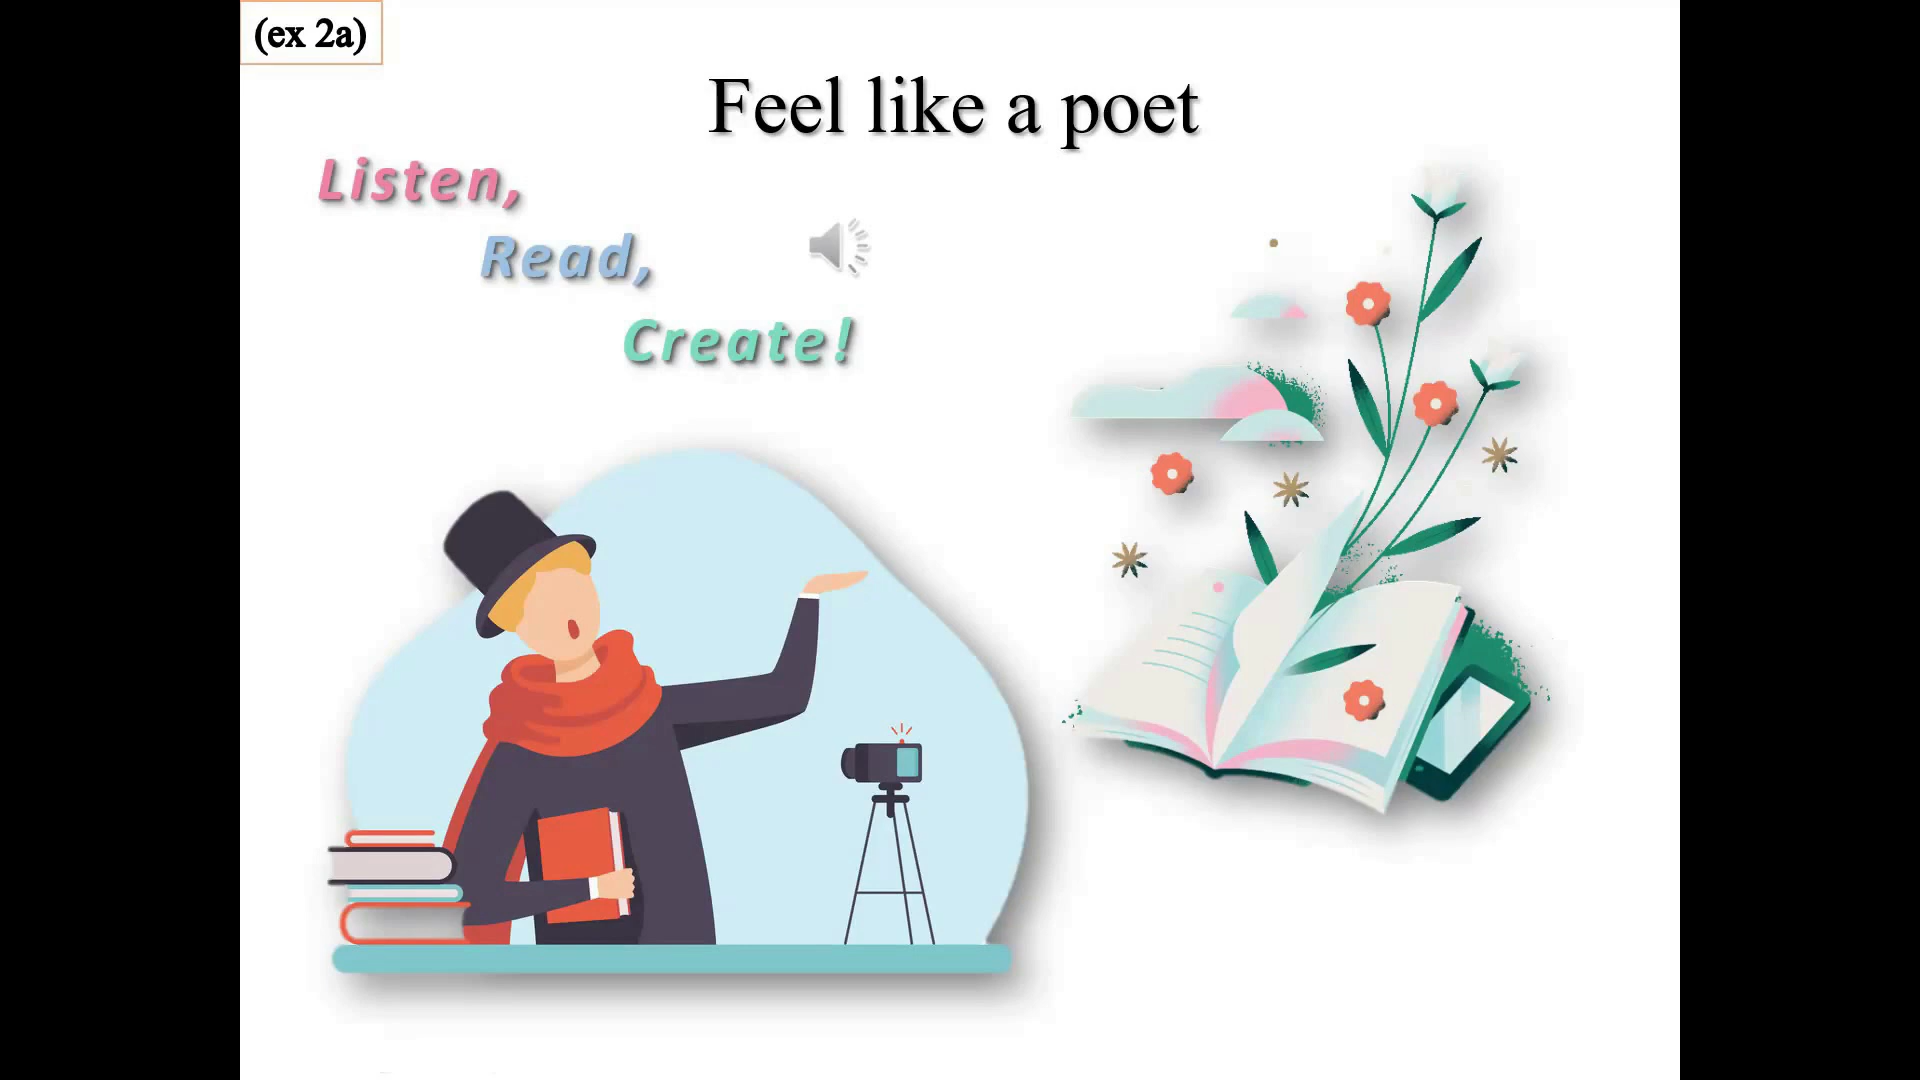 (ex 2a)
Feel like a poet
Listen,
Read,
Create!